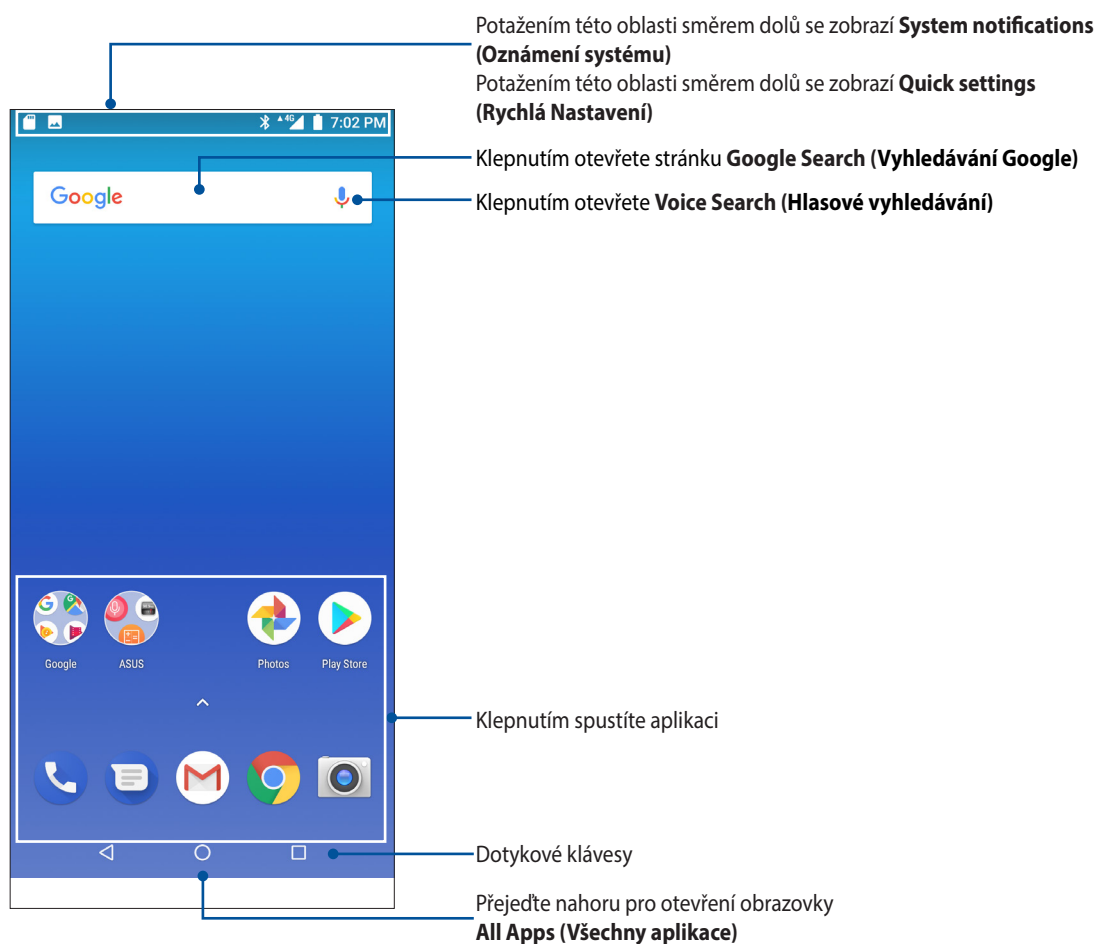 Potažením této oblasti směrem dolů se zobrazí System notifications
(Oznámení systému)
Potažením této oblasti směrem dolů se zobrazí Quick settings
(Rychlá Nastavení)
4G 7:02 PM
Klepnutím otevřete stránku Google Search (Vyhledávání Google)
Google
Klepnutím otevřete Voice Search (Hlasové vyhledávání)
Google ASUS Photos Play Store
Klepnutím spustíte aplikaci
Dotykové klávesy
Přejeďte nahoru pro otevření obrazovky
All Apps (Všechny aplikace)